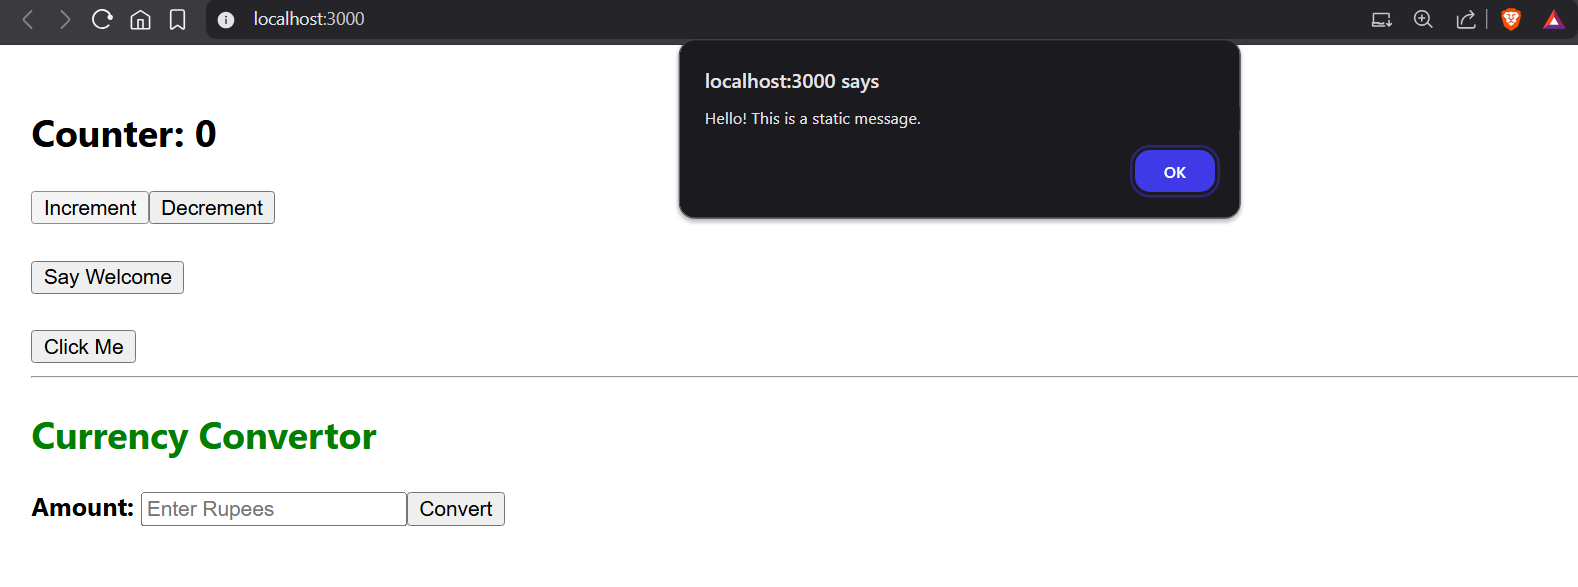 localhost:3000
localhost:3000 says
Hello! This is a static message.
OK
Counter: 0
Increment Decrement
Say Welcome
Click Me
Currency Convertor
Amount: Enter Rupees Convert